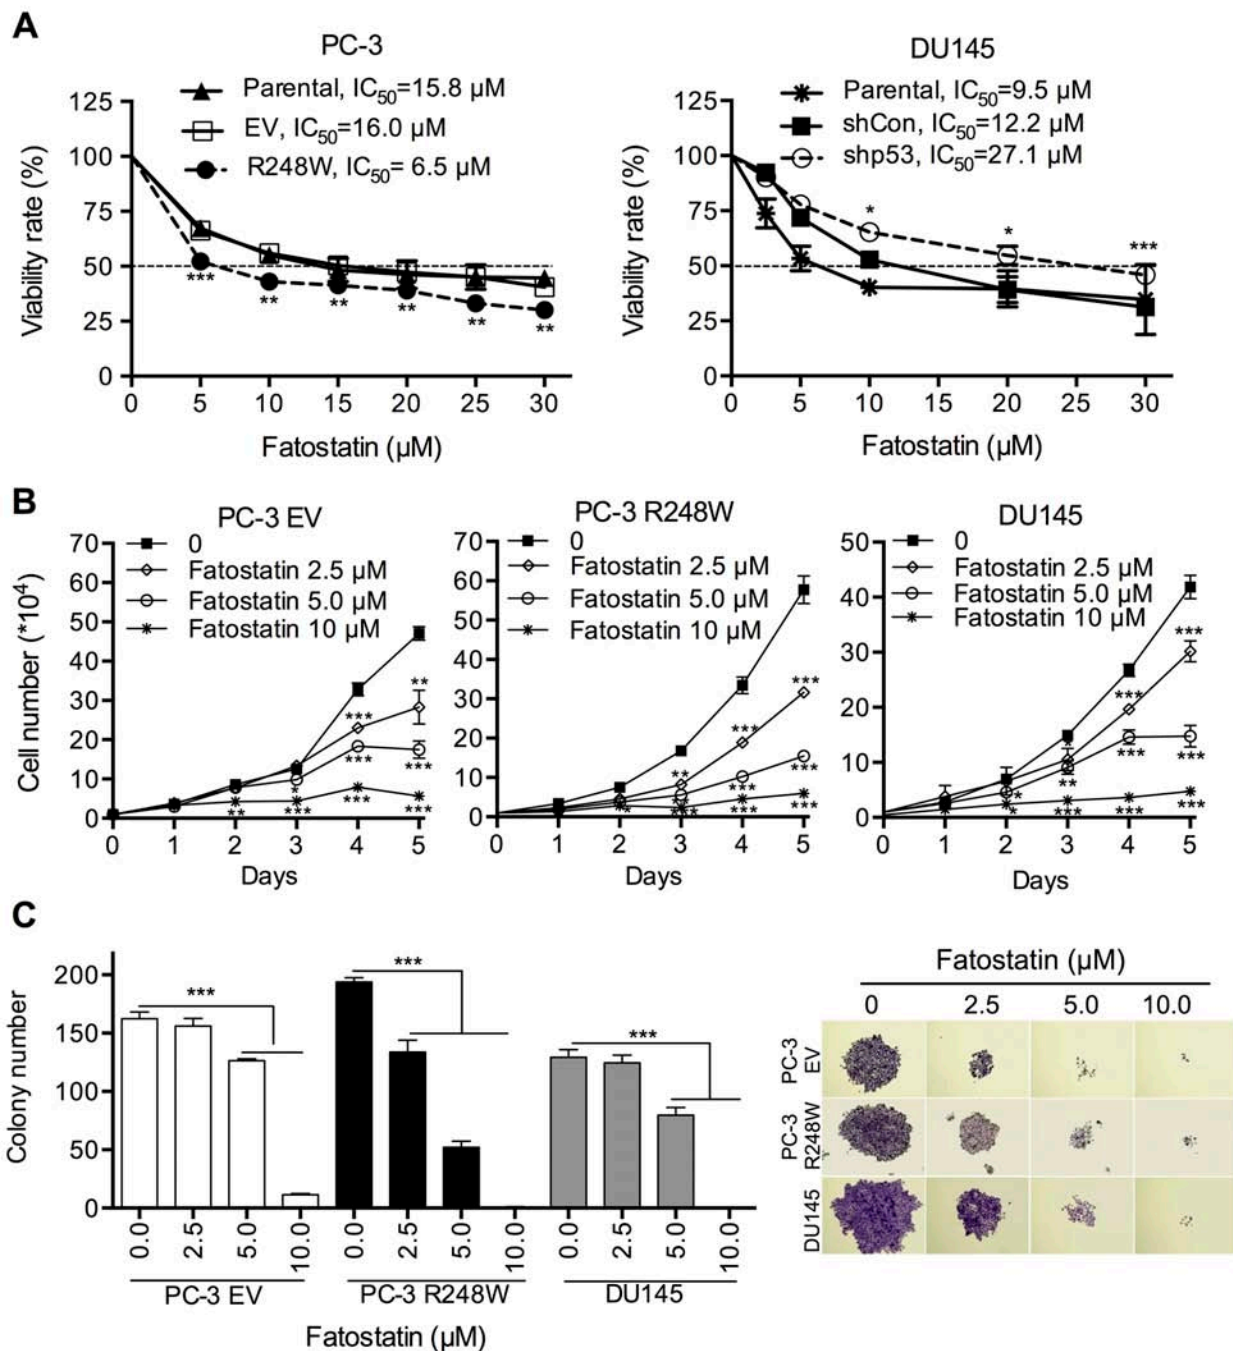 A
PC-3
Parental, IC50=15.8 µM
EV, IC50=16.0 µM
R248W, IC50= 6.5 µM
Viability rate (%)
125
100
75
50
25
0
***
**
**
**
**
**
0 5 10 15 20 25 30
Fatostatin (µM)
DU145
Parental, IC50=9.5 µM
shCon, IC50=12.2 µM
shp53, IC50=27.1 µM
Viability rate (%)
125
100
75
50
25
0
*
*
***
0 5 10 15 20 25 30
Fatostatin (µM)
B
PC-3 EV
0
Fatostatin 2.5 µM
Fatostatin 5.0 µM
Fatostatin 10 µM
Cell number (*10⁴)
70
60
50
40
30
20
10
0
**
***
***
***
*
**
***
***
***
0 1 2 3 4 5
Days
PC-3 R248W
0
Fatostatin 2.5 µM
Fatostatin 5.0 µM
Fatostatin 10 µM
70
60
50
40
30
20
10
0
***
***
**
***
***
**
**
***
***
***
0 1 2 3 4 5
Days
DU145
0
Fatostatin 2.5 µM
Fatostatin 5.0 µM
Fatostatin 10 µM
50
40
30
20
10
0
***
***
*
***
***
**
*
*
***
***
***
0 1 2 3 4 5
Days
C
Colony number
200
150
100
50
0
***
***
***
0.0 2.5 5.0 10.0 0.0 2.5 5.0 10.0 0.0 2.5 5.0 10.0
PC-3 EV PC-3 R248W DU145
Fatostatin (µM)
Fatostatin (µM)
0 2.5 5.0 10.0
PC-3
EV
PC-3
R248W
DU145